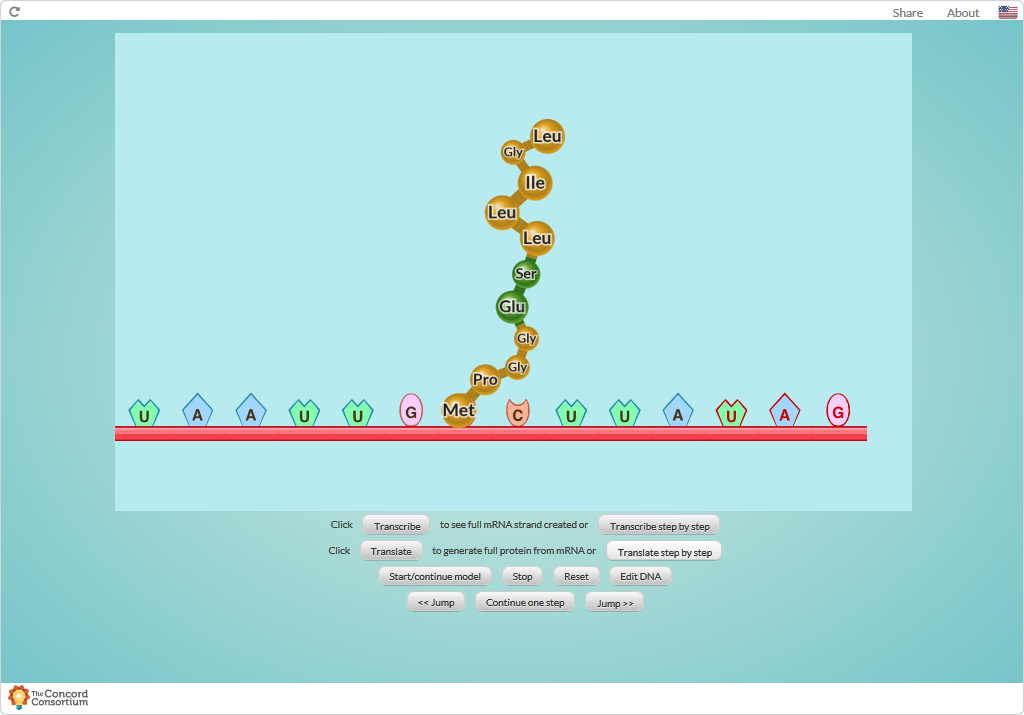 Share About
Leu
Gly
Ile
Leu
Leu
Ser
Glu
Gly
Gly
Pro
Met
U A A U U G C U U A U A G
Click Transcribe to see full mRNA strand created or Transcribe step by step
Click Translate to generate full protein from mRNA or Translate step by step
Start/continue model Stop Reset Edit DNA
<< Jump Continue one step Jump >>
The Concord
Consortium